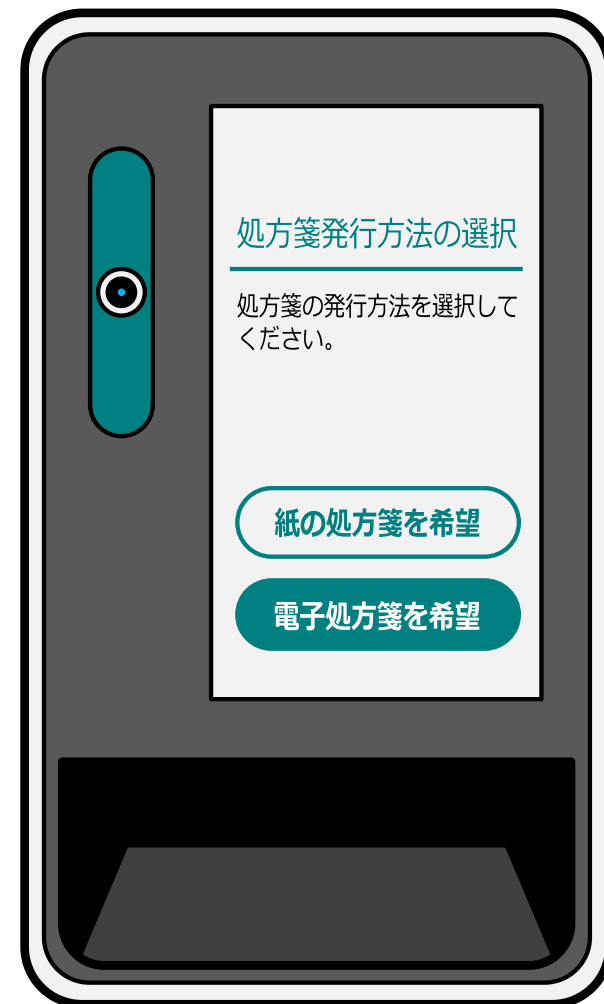 処方箋発行方法の選択
処方箋の発行方法を選択して
ください。
紙の処方箋を希望
電子処方箋を希望